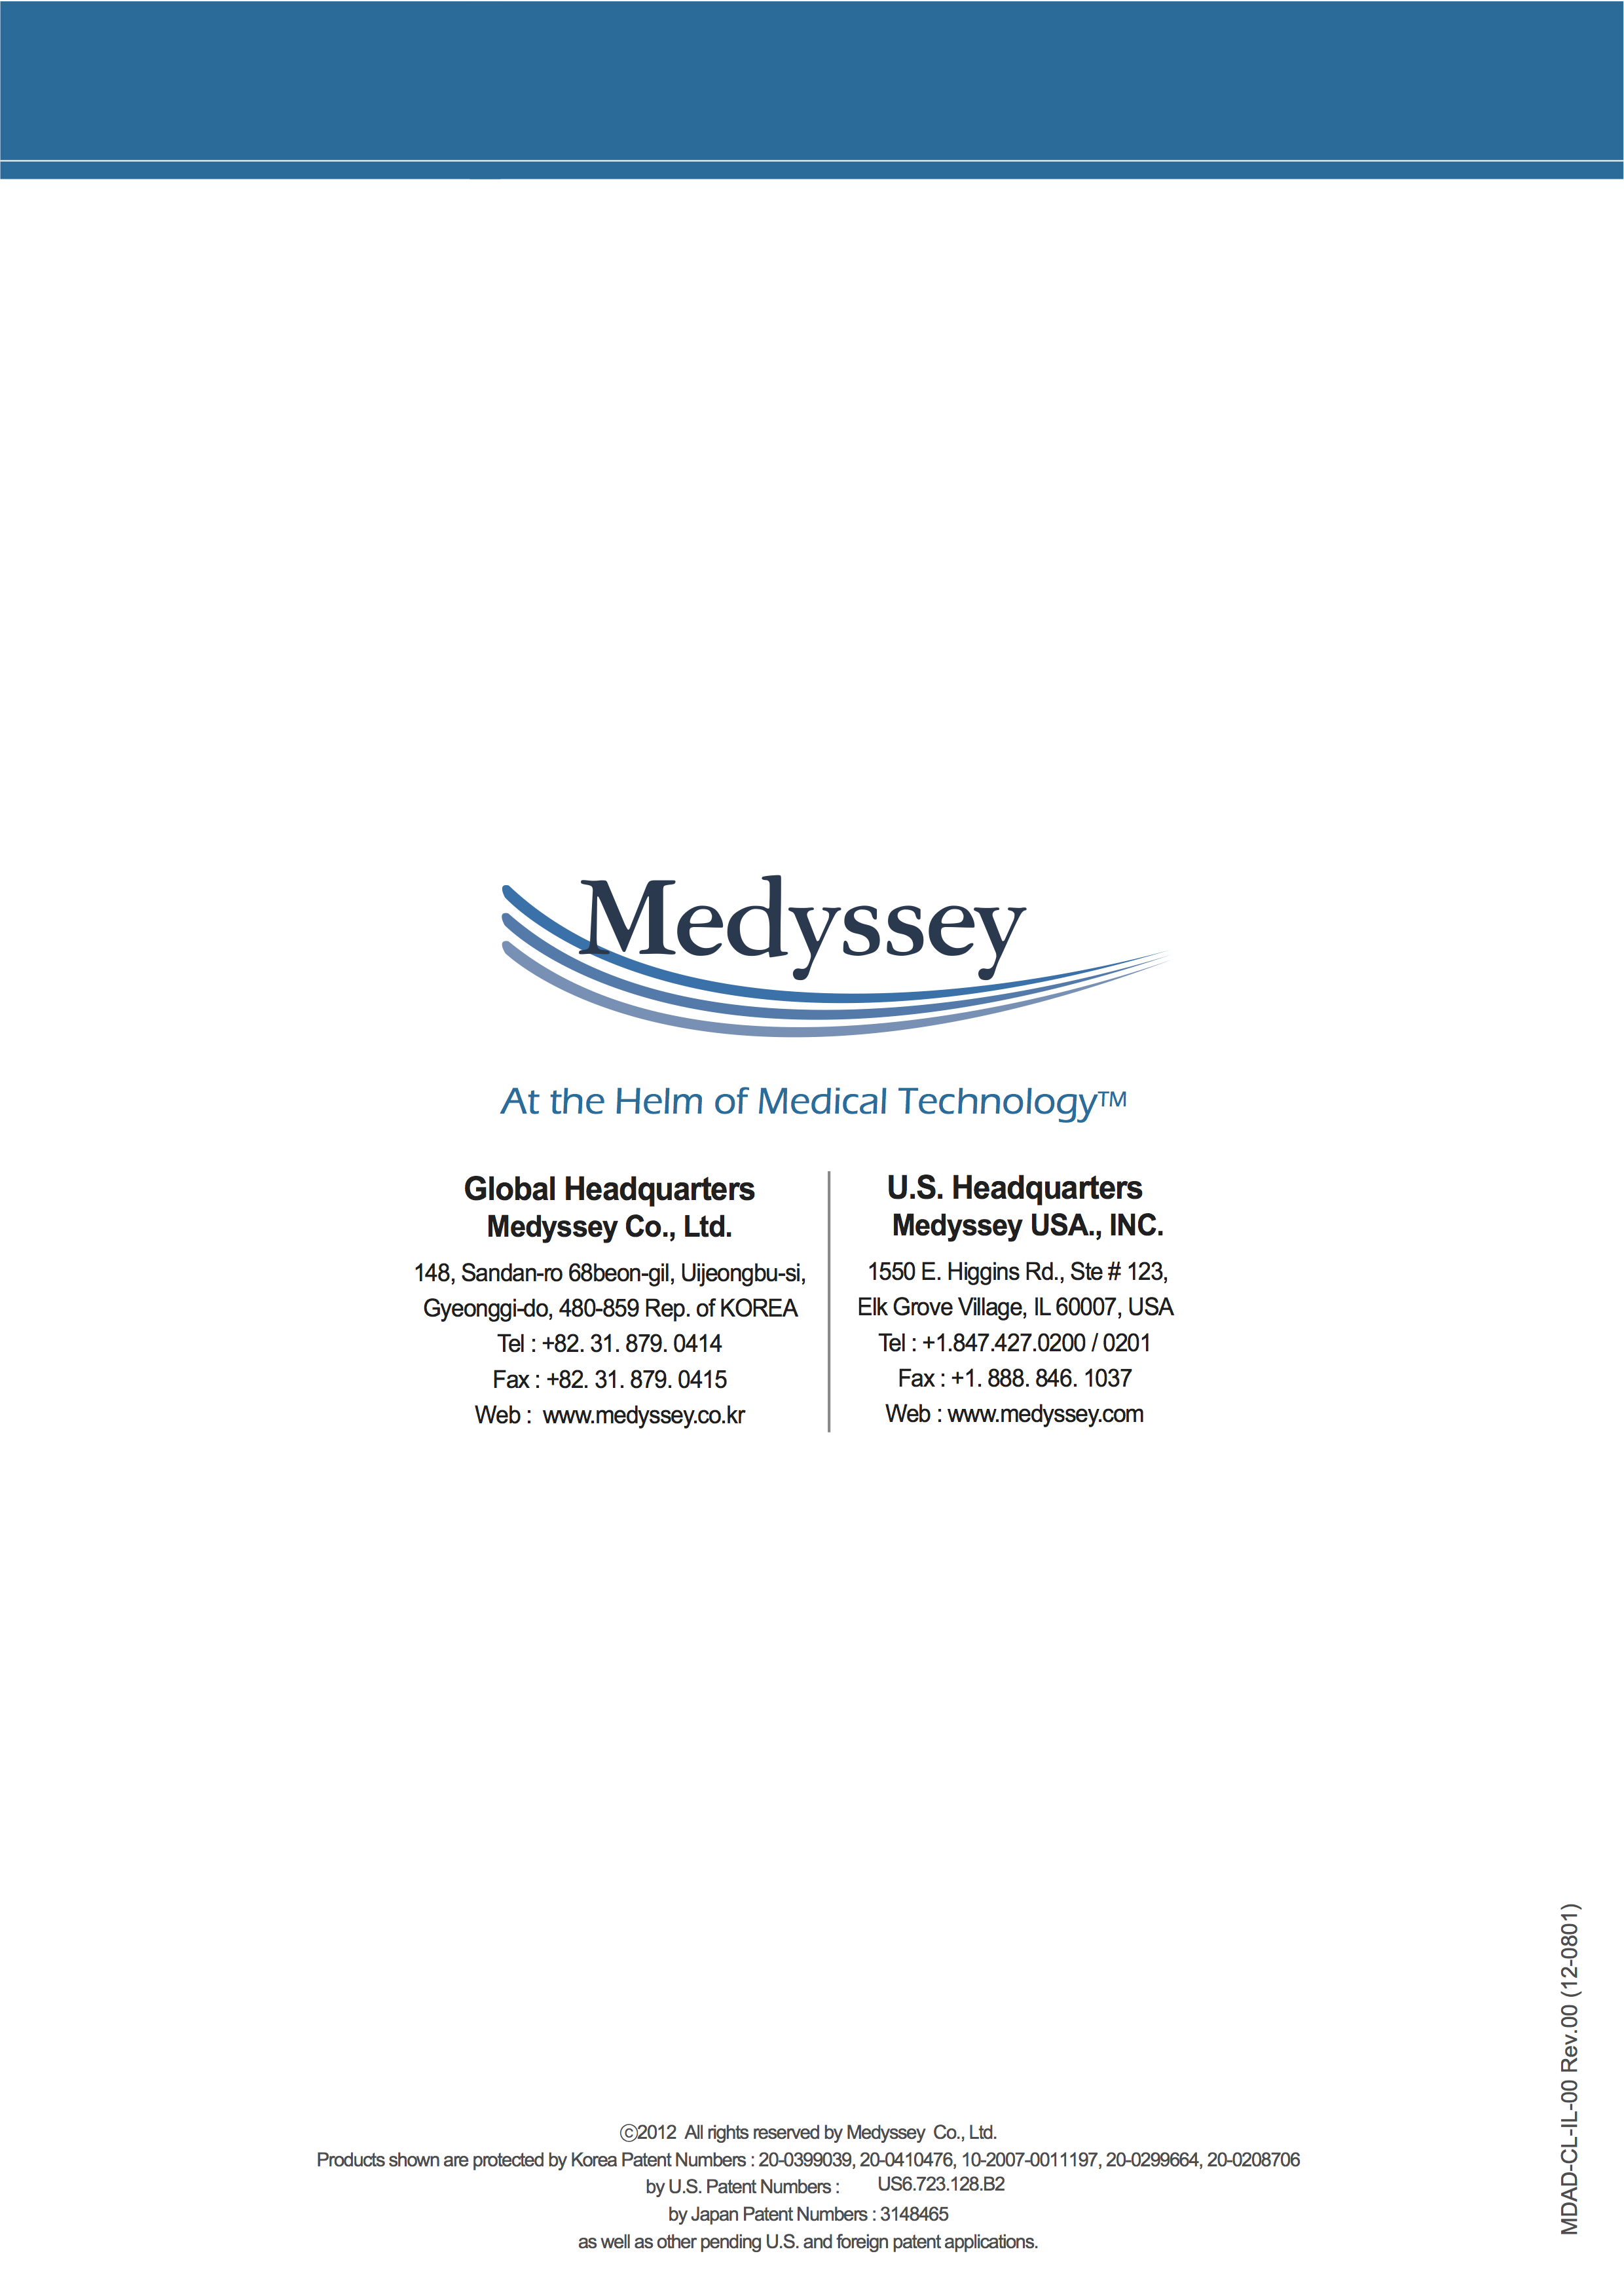 Medyssey
At the Helm of Medical Technology™
Global Headquarters
Medyssey Co., Ltd.
148, Sandan-ro 68beon-gil, Uijeongbu-si,
Gyeonggi-do, 480-859 Rep. of KOREA
Tel : +82. 31. 879. 0414
Fax : +82. 31. 879. 0415
Web :  www.medyssey.co.kr
U.S. Headquarters
Medyssey USA., INC.
1550 E. Higgins Rd., Ste # 123,
Elk Grove Village, IL 60007, USA
Tel : +1.847.427.0200 / 0201
Fax : +1. 888. 846. 1037
Web : www.medyssey.com
MDAD-CL-IL-00 Rev.00 (12-0801)
ⓒ2012  All rights reserved by Medyssey  Co., Ltd.
Products shown are protected by Korea Patent Numbers : 20-0399039, 20-0410476, 10-2007-0011197, 20-0299664, 20-0208706
by U.S. Patent Numbers : US6.723.128.B2
by Japan Patent Numbers : 3148465
as well as other pending U.S. and foreign patent applications.